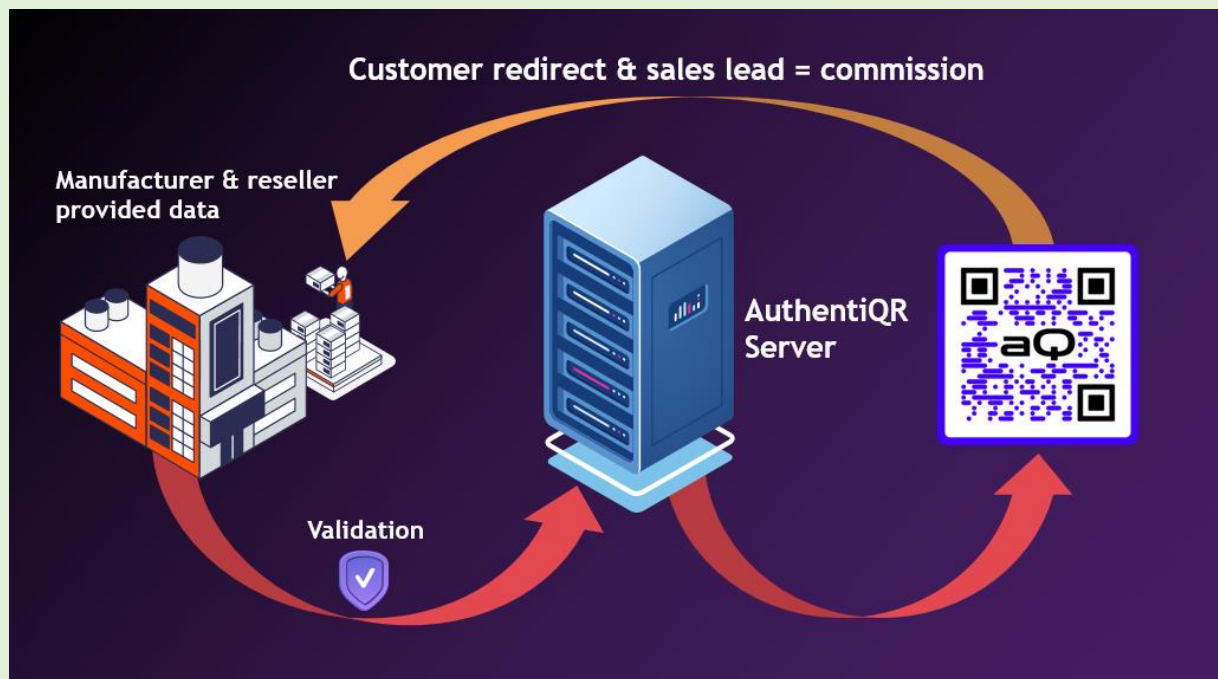 Customer redirect & sales lead = commission
Manufacturer & reseller
provided data
AuthentiQR
Server
aQ
Validation